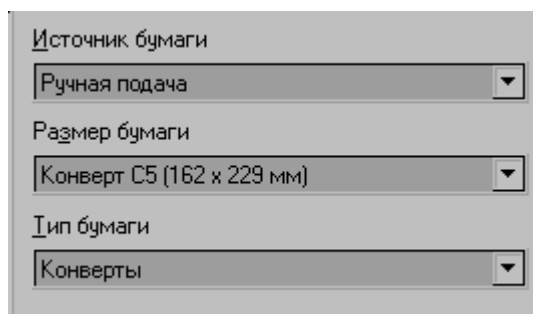 Источник бумаги
Ручная подача
Размер бумаги
Конверт C5 (162 x 229 мм)
Тип бумаги
Конверты